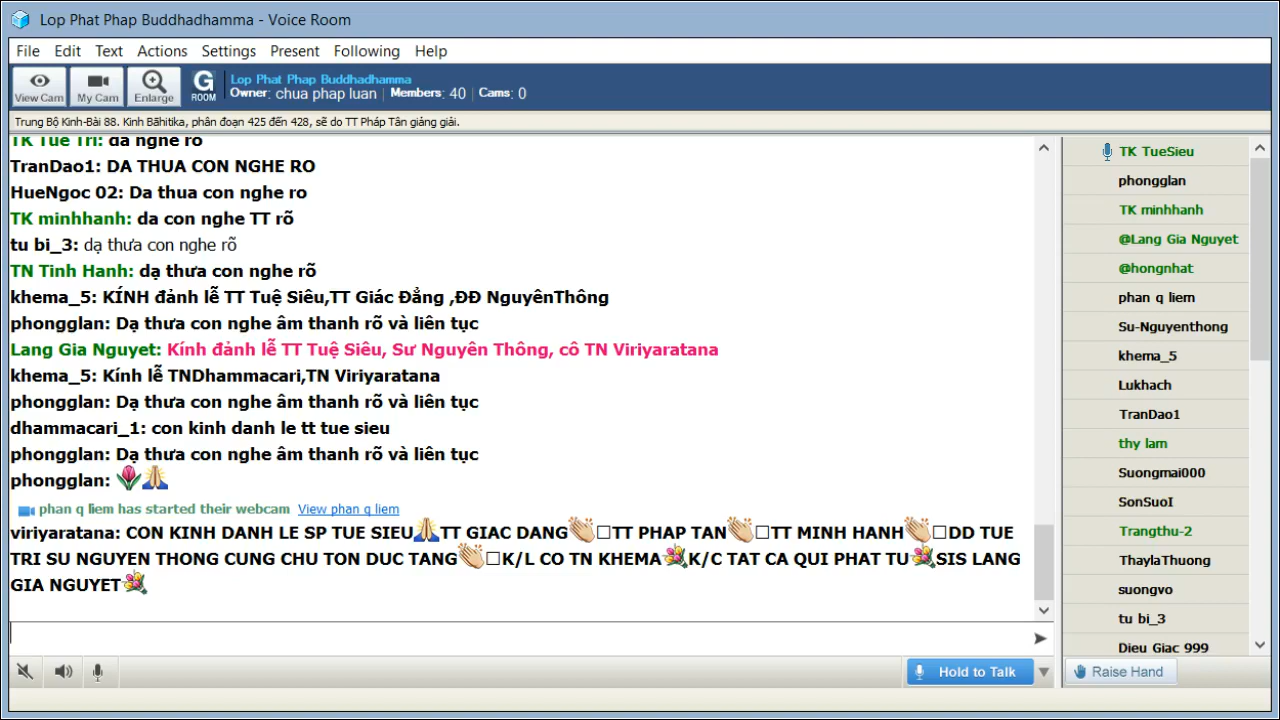 Lop Phat Phap Buddhadhamma - Voice Room
File Edit Text Actions Settings Present Following Help
View Cam My Cam Enlarge G ROOM Lop Phat Phap Buddhadhamma
Owner: chua phap luan | Members: 40 | Cams: 0
Trung Bộ Kinh-Bài 88. Kinh Bāhitika, phân đoạn 425 đến 428, sẽ do TT Pháp Tân giảng giải.
TK Tue Tri: da nghe ro
TranDao1: DA THUA CON NGHE RO
HueNgoc 02: Da thua con nghe ro
TK minhhanh: da con nghe TT rõ
tu bi_3: dạ thưa con nghe rõ
TN Tinh Hanh: dạ thưa con nghe rõ
khema_5: KÍNH đảnh lễ TT Tuệ Siêu,TT Giác Đẳng ,ĐĐ NguyênThông
phongglan: Dạ thưa con nghe âm thanh rõ và liên tục
Lang Gia Nguyet: Kính đảnh lễ TT Tuệ Siêu, Sư Nguyên Thông, cô TN Viriyaratana
khema_5: Kính lễ TNDhammacari,TN Viriyaratana
phongglan: Dạ thưa con nghe âm thanh rõ và liên tục
dhammacari_1: con kinh danh le tt tue sieu
phongglan: Dạ thưa con nghe âm thanh rõ và liên tục
phongglan: 🌷🙏
phan q liem has started their webcam View phan q liem
viriyaratana: CON KINH DANH LE SP TUE SIEU🙏TT GIAC DANG👏□TT PHAP TAN👏□TT MINH HANH👏□DD TUE
TRI SU NGUYEN THONG CUNG CHU TON DUC TANG👏□K/L CO TN KHEMA💐K/C TAT CA QUI PHAT TU💐SIS LANG
GIA NGUYET💐
Hold to Talk
TK TueSieu
phongglan
TK minhhanh
@Lang Gia Nguyet
@hongnhat
phan q liem
Su-Nguyenthong
khema_5
Lukhach
TranDao1
thy lam
Suongmai000
SonSuoI
Trangthu-2
ThaylaThuong
suongvo
tu bi_3
Dieu Giac 999
Raise Hand